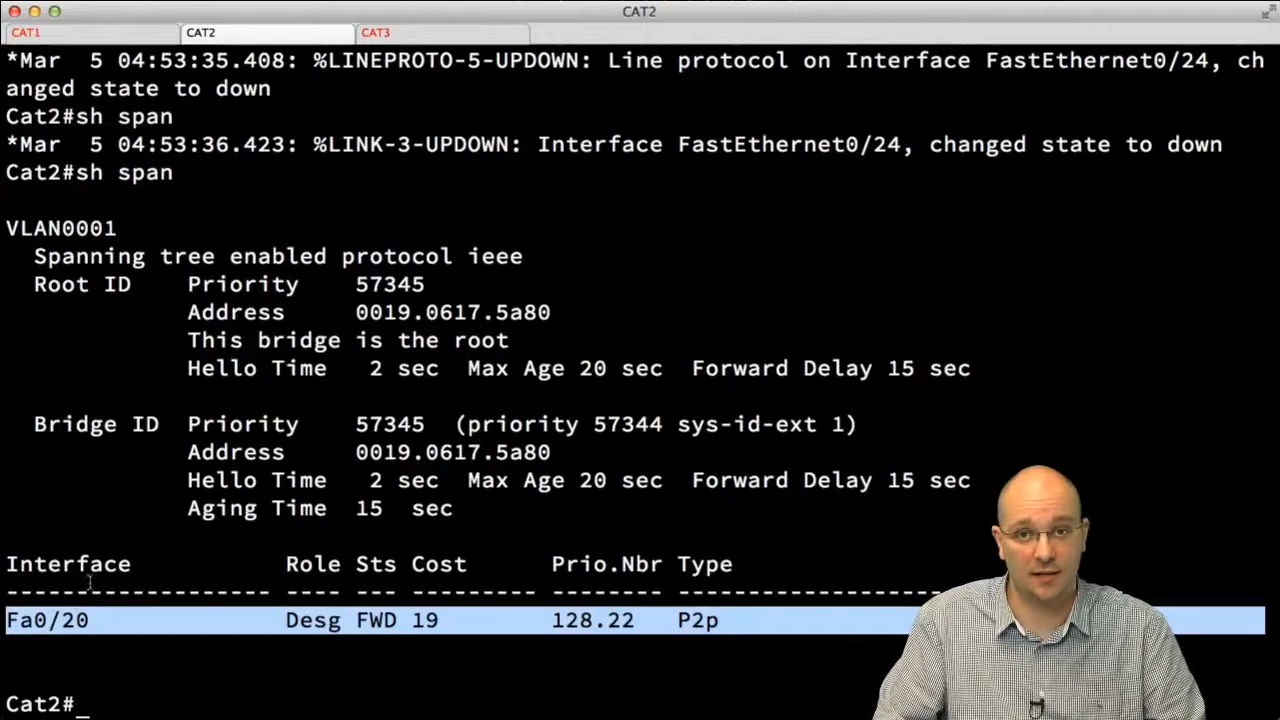 CAT2
CAT1
CAT2
CAT3
*Mar  5 04:53:35.408: %LINEPROTO-5-UPDOWN: Line protocol on Interface FastEthernet0/24, ch
anged state to down
Cat2#sh span
*Mar  5 04:53:36.423: %LINK-3-UPDOWN: Interface FastEthernet0/24, changed state to down
Cat2#sh span
VLAN0001
Spanning tree enabled protocol ieee
Root ID    Priority    57345
Address     0019.0617.5a80
This bridge is the root
Hello Time   2 sec  Max Age 20 sec  Forward Delay 15 sec
Bridge ID  Priority    57345  (priority 57344 sys-id-ext 1)
Address     0019.0617.5a80
Hello Time   2 sec  Max Age 20 sec  Forward Delay 15 sec
Aging Time  15  sec
Interface           Role Sts Cost      Prio.Nbr Type
------------------- ---- --- --------- -------- --------------------------------
Fa0/20              Desg FWD 19        128.22   P2p
Cat2#_